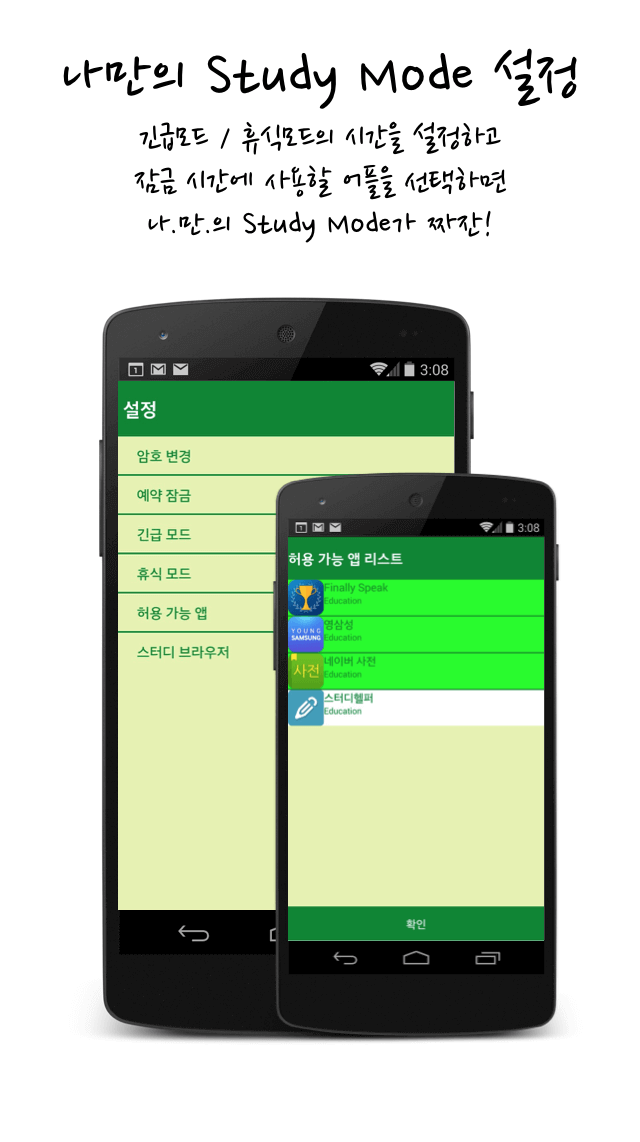 나만의 Study Mode 설정
긴급모드 / 휴식모드의 시간을 설정하고
잠금 시간에 사용할 어플을 선택하면
나.만.의 Study Mode가 짜잔!
1 3:08
설정
암호 변경
예약 잠금
긴급 모드
휴식 모드
허용 가능 앱
스터디 브라우저
1 3:08
허용 가능 앱 리스트
Finally Speak
Education
YOUNG
SAMSUNG
영삼성
Education
사전
네이버 사전
Education
스터디헬퍼
Education
확인